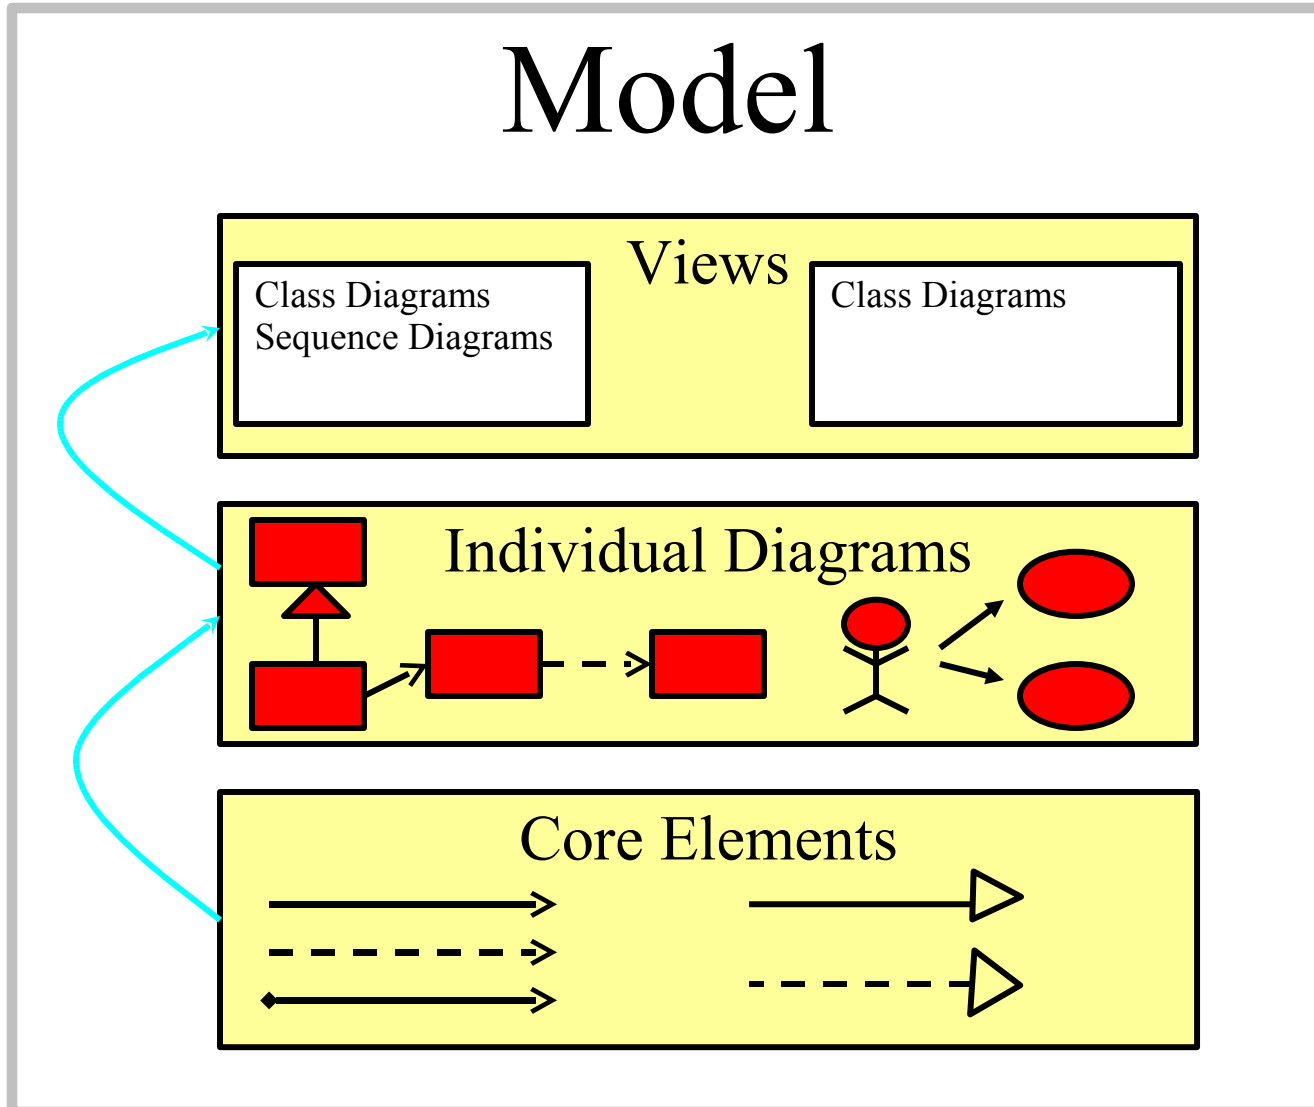 Model
Views
Class Diagrams
Sequence Diagrams
Class Diagrams
Individual Diagrams
Core Elements